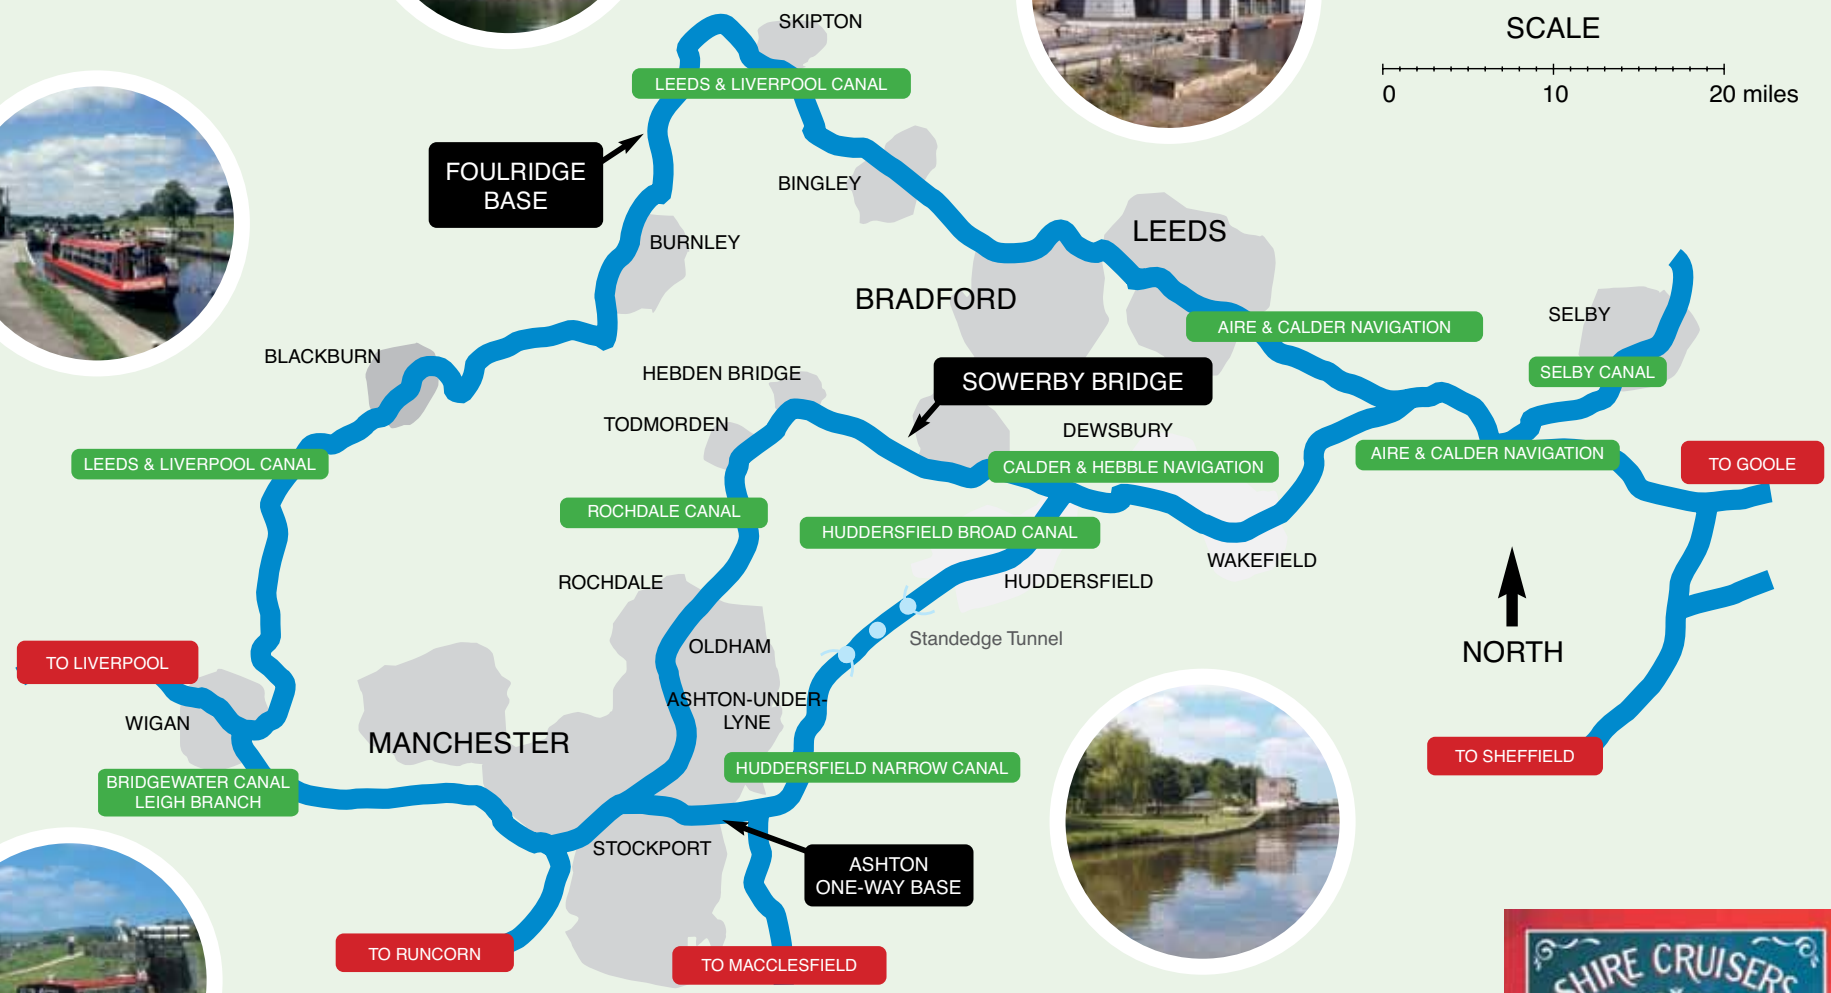 SKIPTON
SCALE
0 10 20 miles
LEEDS & LIVERPOOL CANAL
FOULRIDGE
BASE
BINGLEY
BURNLEY
LEEDS
BRADFORD
AIRE & CALDER NAVIGATION
SELBY
SELBY CANAL
BLACKBURN
HEBDEN BRIDGE
SOWERBY BRIDGE
TODMORDEN
DEWSBURY
LEEDS & LIVERPOOL CANAL
CALDER & HEBBLE NAVIGATION
AIRE & CALDER NAVIGATION
TO GOOLE
ROCHDALE CANAL
HUDDERSFIELD BROAD CANAL
WAKEFIELD
ROCHDALE
HUDDERSFIELD
Standedge Tunnel
OLDHAM
NORTH
TO LIVERPOOL
ASHTON-UNDER-
LYNE
WIGAN
MANCHESTER
HUDDERSFIELD NARROW CANAL
TO SHEFFIELD
BRIDGEWATER CANAL
LEIGH BRANCH
STOCKPORT
ASHTON
ONE-WAY BASE
TO RUNCORN
TO MACCLESFIELD
SHIRE CRUISERS